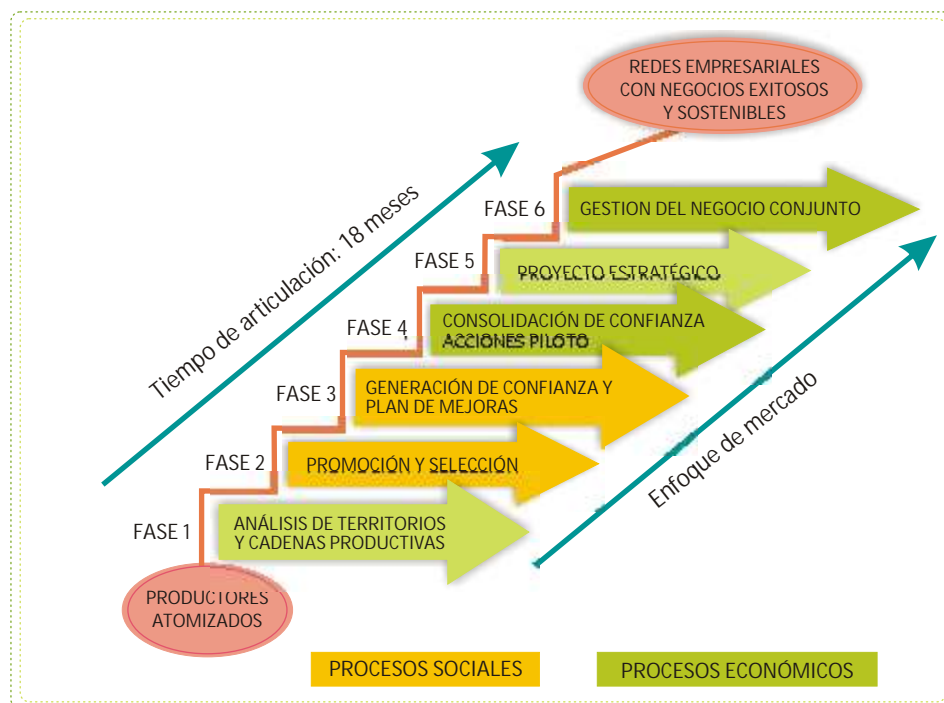 REDES EMPRESARIALES
CON NEGOCIOS EXITOSOS
Y SOSTENIBLES
Tiempo de articulación: 18 meses
FASE 6
GESTION DEL NEGOCIO CONJUNTO
FASE 5
PROYECTO ESTRATÉGICO
FASE 4
CONSOLIDACIÓN DE CONFIANZA
ACCIONES PILOTO
FASE 3
GENERACIÓN DE CONFIANZA Y
PLAN DE MEJORAS
FASE 2
PROMOCIÓN Y SELECCIÓN
FASE 1
ANÁLISIS DE TERRITORIOS
Y CADENAS PRODUCTIVAS
Enfoque de mercado
PRODUCTORES
ATOMIZADOS
PROCESOS SOCIALES
PROCESOS ECONÓMICOS